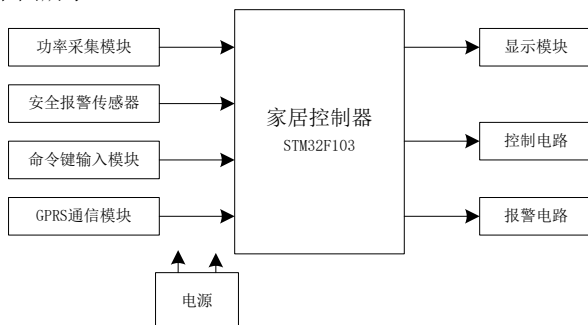 功率采集模块
安全报警传感器
命令键输入模块
GPRS通信模块
家居控制器
STM32F103
显示模块
控制电路
报警电路
电源